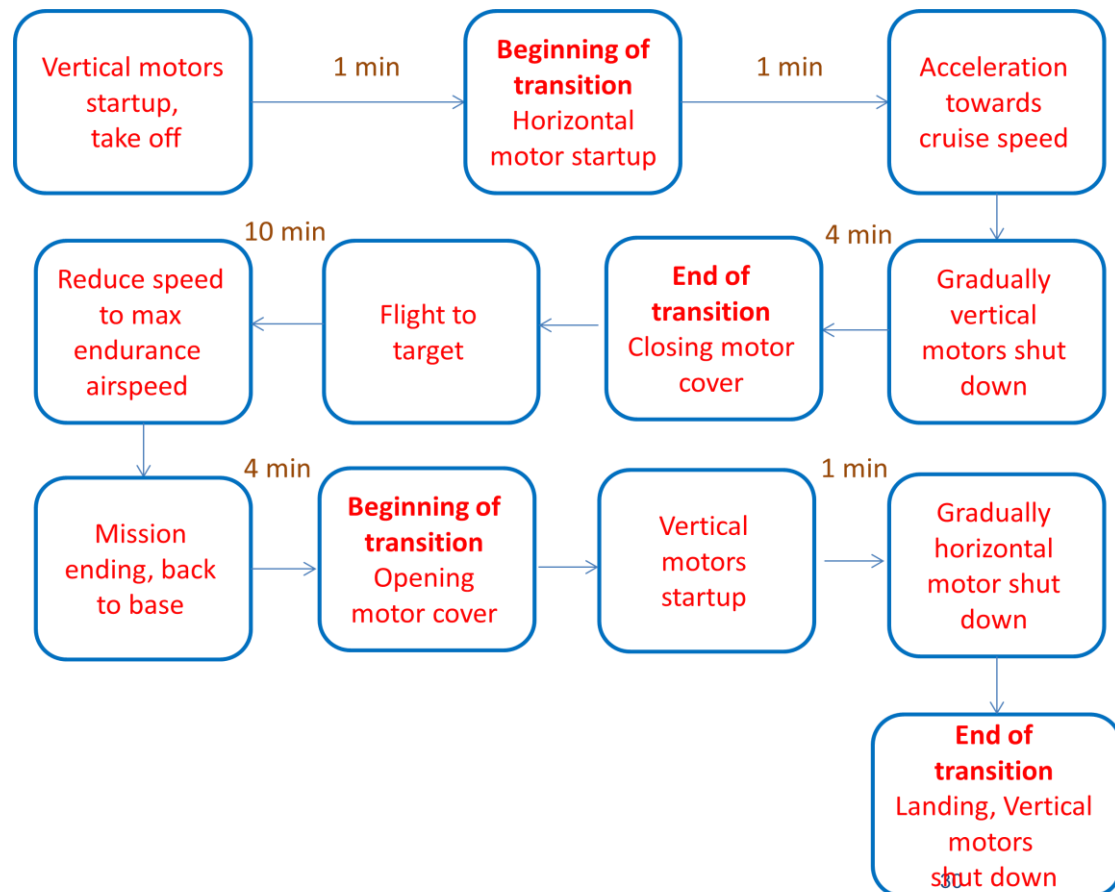 Vertical motors
startup,
take off
1 min
Beginning of
transition
Horizontal
motor startup
1 min
Acceleration
towards
cruise speed
Gradually
vertical
motors shut
down
4 min
End of
transition
Closing motor
cover
Flight to
target
10 min
Reduce speed
to max
endurance
airspeed
Mission
ending, back
to base
4 min
Beginning of
transition
Opening
motor cover
Vertical
motors
startup
1 min
Gradually
horizontal
motor shut
down
End of
transition
Landing, Vertical
motors
shut down
30